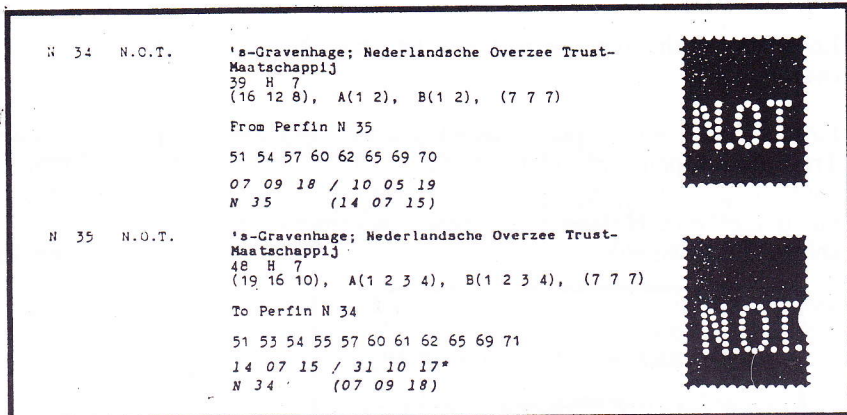 N 34 N.O.T. 's-Gravenhage; Nederlandsche Overzee Trust-
Maatschappij
39 H 7
(16 12 8), A(1 2), B(1 2), (7 7 7)
From Perfin N 35
51 54 57 60 62 65 69 70
07 09 18 / 10 05 19
N 35 (14 07 15)
N.O.T.
N 35 N.O.T. 's-Gravenhage; Nederlandsche Overzee Trust-
Maatschappij
48 H 7
(19 16 10), A(1 2 3 4), B(1 2 3 4), (7 7 7)
To Perfin N 34
51 53 54 55 57 60 61 62 65 69 71
14 07 15 / 31 10 17*
N 34 (07 09 18)
N.O.T.